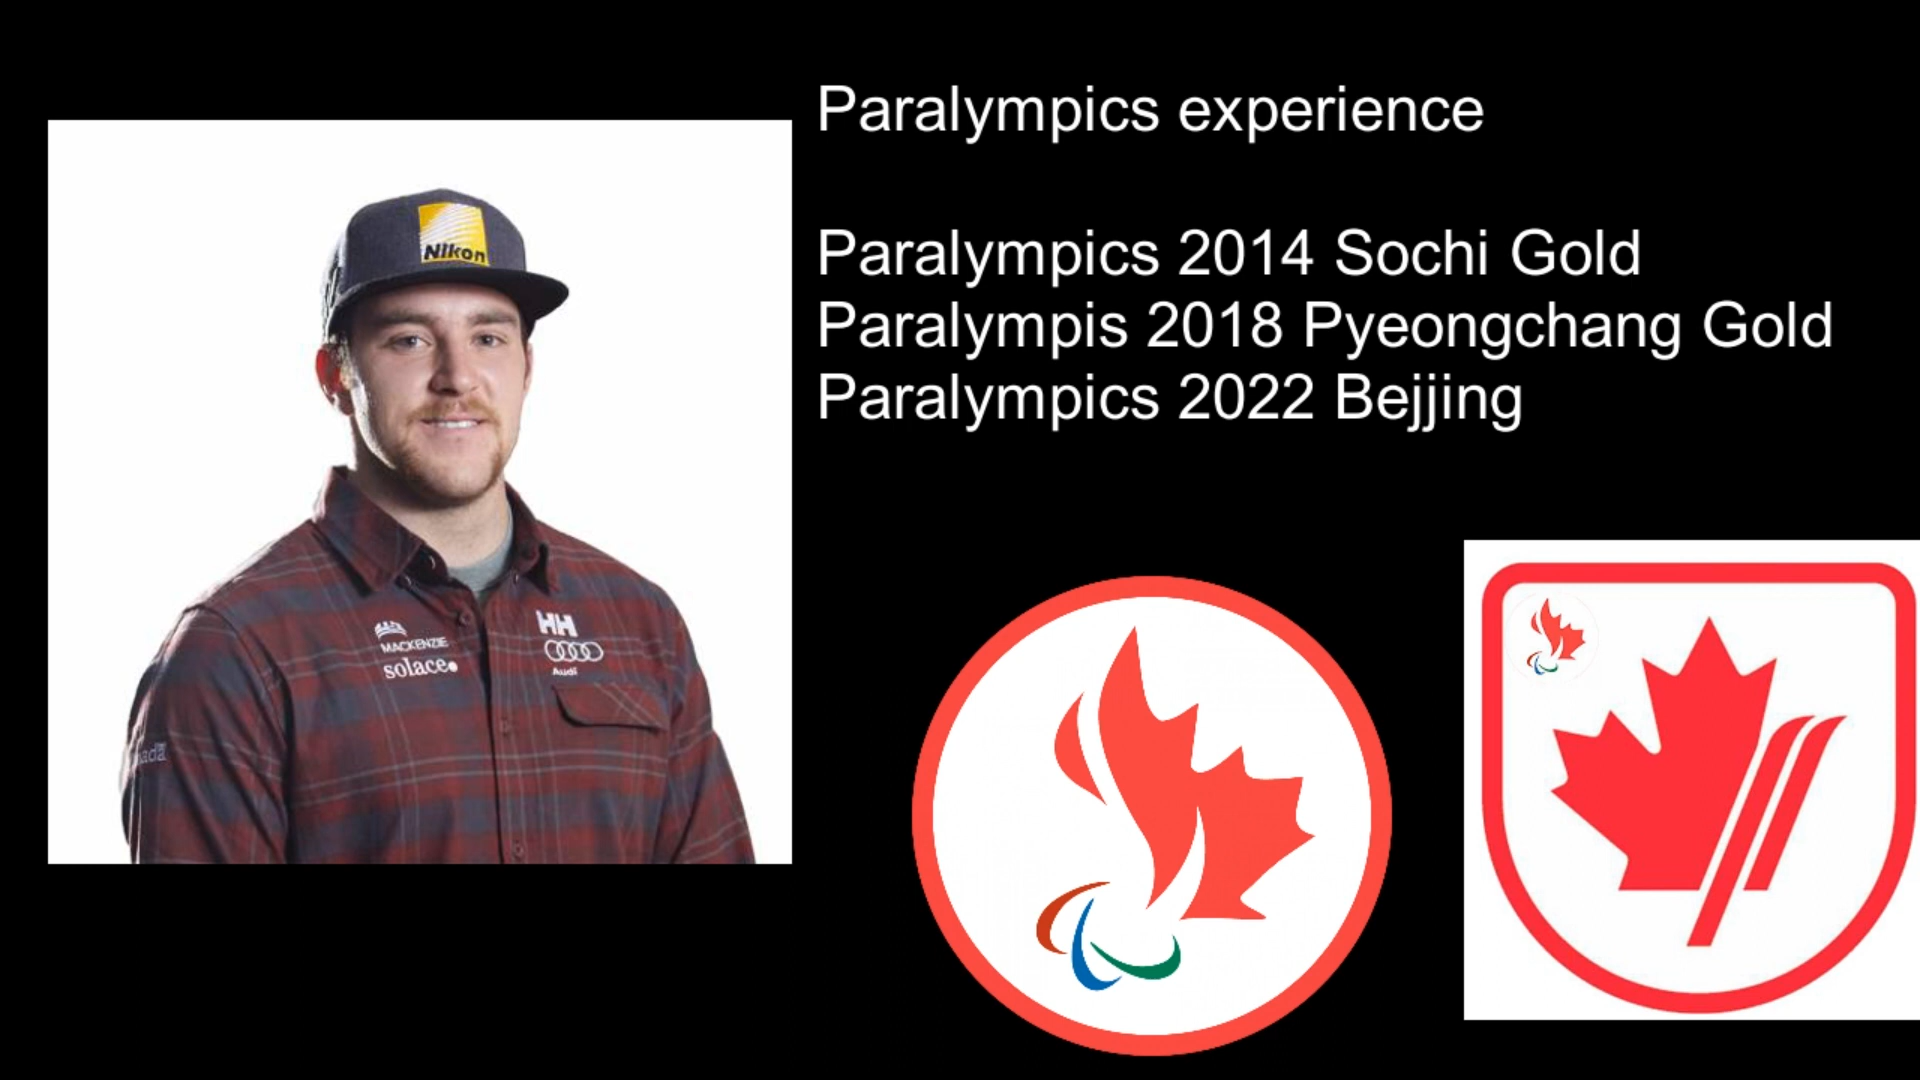 Paralympics experience
Paralympics 2014 Sochi Gold
Paralympis 2018 Pyeongchang Gold
Paralympics 2022 Bejjing
Nikon
MACKENZIE
solace
HH
Audi